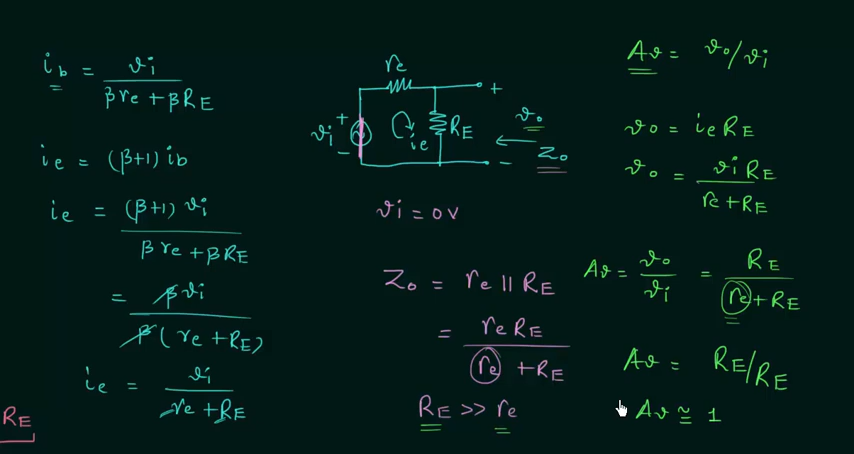 i_b = vi / (βre + βRE)
ie = (β+1) ib
ie = (β+1) vi / (βre + βRE)
= βvi / β(re + RE)
ie = vi / (re + RE)
RE
re
+
vi
+
-
ie
RE
vo
Zo
-
vi = 0V
Zo = re || RE
= reRE / (re + RE)
RE >> re
Av = vo/vi
vo = ieRE
vo = viRE / (re + RE)
Av = vo/vi = RE / (re + RE)
Av = RE/RE
Av ≅ 1